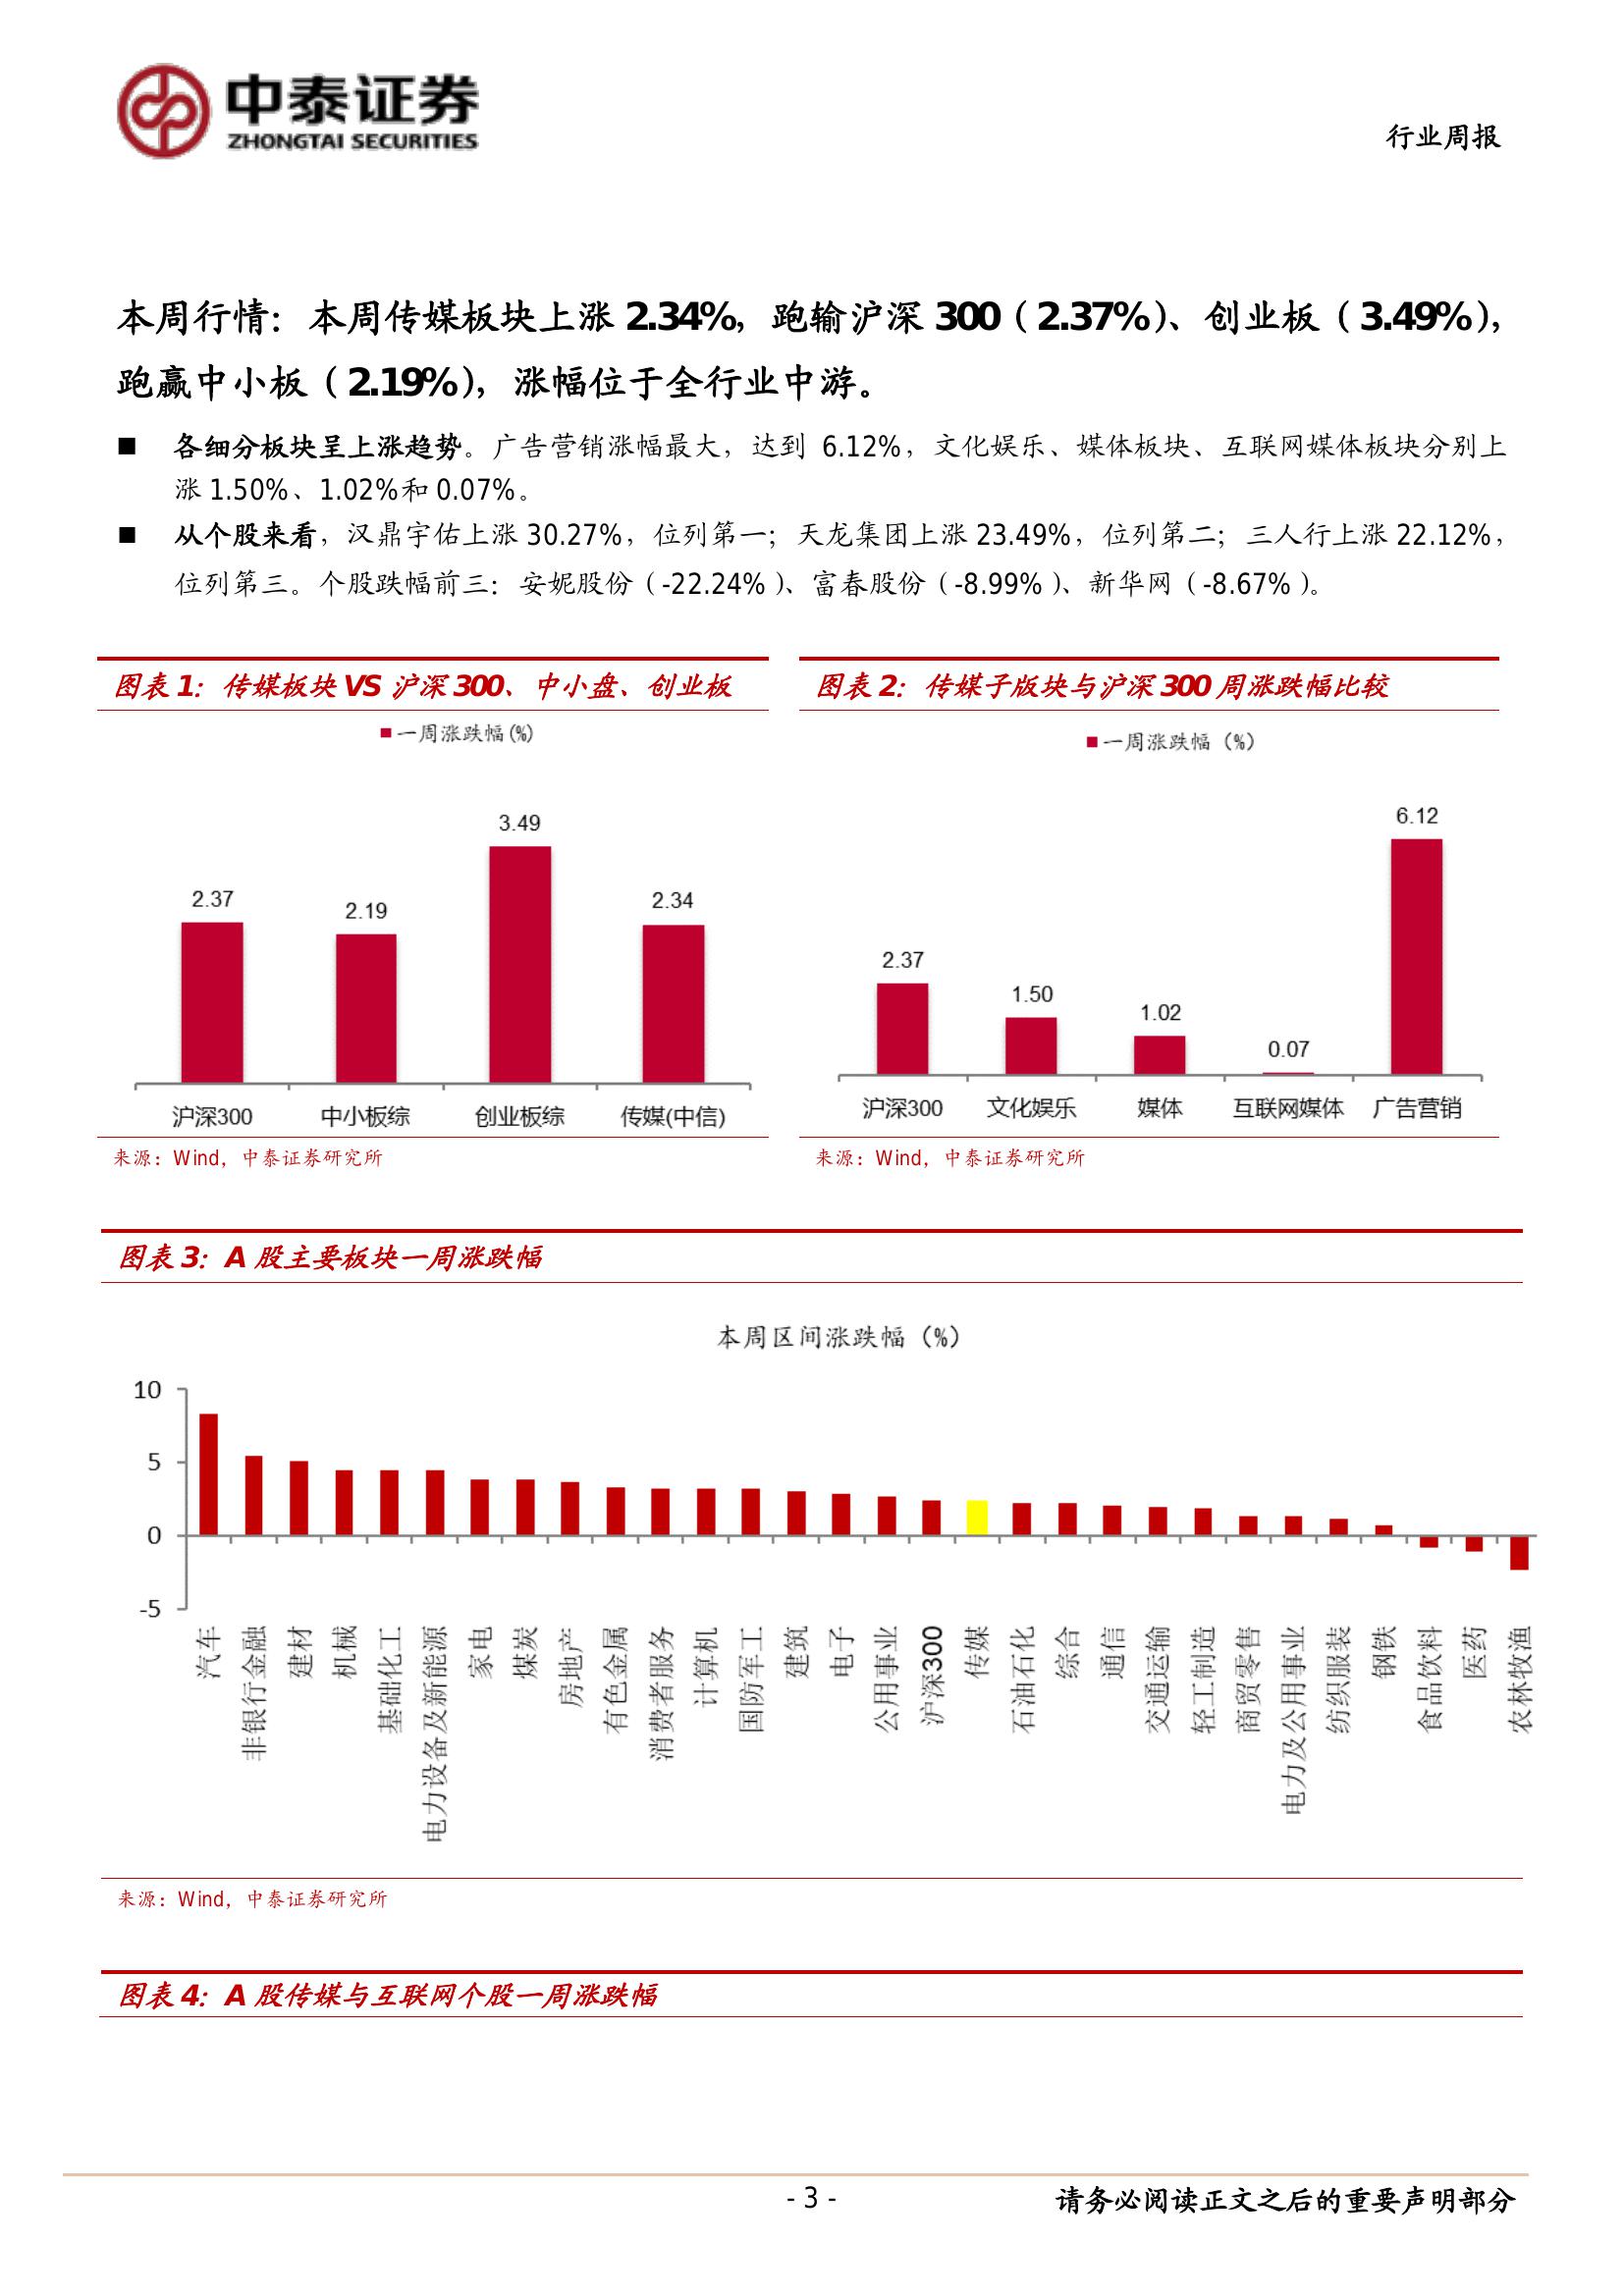 中泰证券
ZHONGTAI SECURITIES
行业周报
本周行情：本周传媒板块上涨 2.34%，跑输沪深 300（2.37%）、创业板（3.49%），
跑赢中小板（2.19%），涨幅位于全行业中游。
■ 各细分板块呈上涨趋势。广告营销涨幅最大，达到 6.12%，文化娱乐、媒体板块、互联网媒体板块分别上
涨 1.50%、1.02%和 0.07%。
■ 从个股来看，汉鼎宇佑上涨 30.27%，位列第一；天龙集团上涨 23.49%，位列第二；三人行上涨 22.12%，
位列第三。个股跌幅前三：安妮股份（-22.24%）、富春股份（-8.99%）、新华网（-8.67%）。
图表 1：传媒板块 VS 沪深 300、中小盘、创业板
一周涨跌幅(%)
3.49
2.37
2.19
2.34
沪深300 中小板综 创业板综 传媒(中信)
来源：Wind，中泰证券研究所
图表 2：传媒子版块与沪深 300 周涨跌幅比较
一周涨跌幅（%）
6.12
2.37
1.50
1.02
0.07
沪深300 文化娱乐 媒体 互联网媒体 广告营销
来源：Wind，中泰证券研究所
图表 3：A 股主要板块一周涨跌幅
本周区间涨跌幅（%）
10
5
0
-5
汽车
非银行金融
建材
机械
基础化工
电力设备及新能源
家电
煤炭
房地产
有色金属
消费者服务
计算机
国防军工
建筑
电子
公用事业
沪深300
传媒
石油石化
综合
通信
交通运输
轻工制造
商贸零售
电力及公用事业
纺织服装
钢铁
食品饮料
医药
农林牧渔
来源：Wind，中泰证券研究所
图表 4：A 股传媒与互联网个股一周涨跌幅
- 3 -
请务必阅读正文之后的重要声明部分